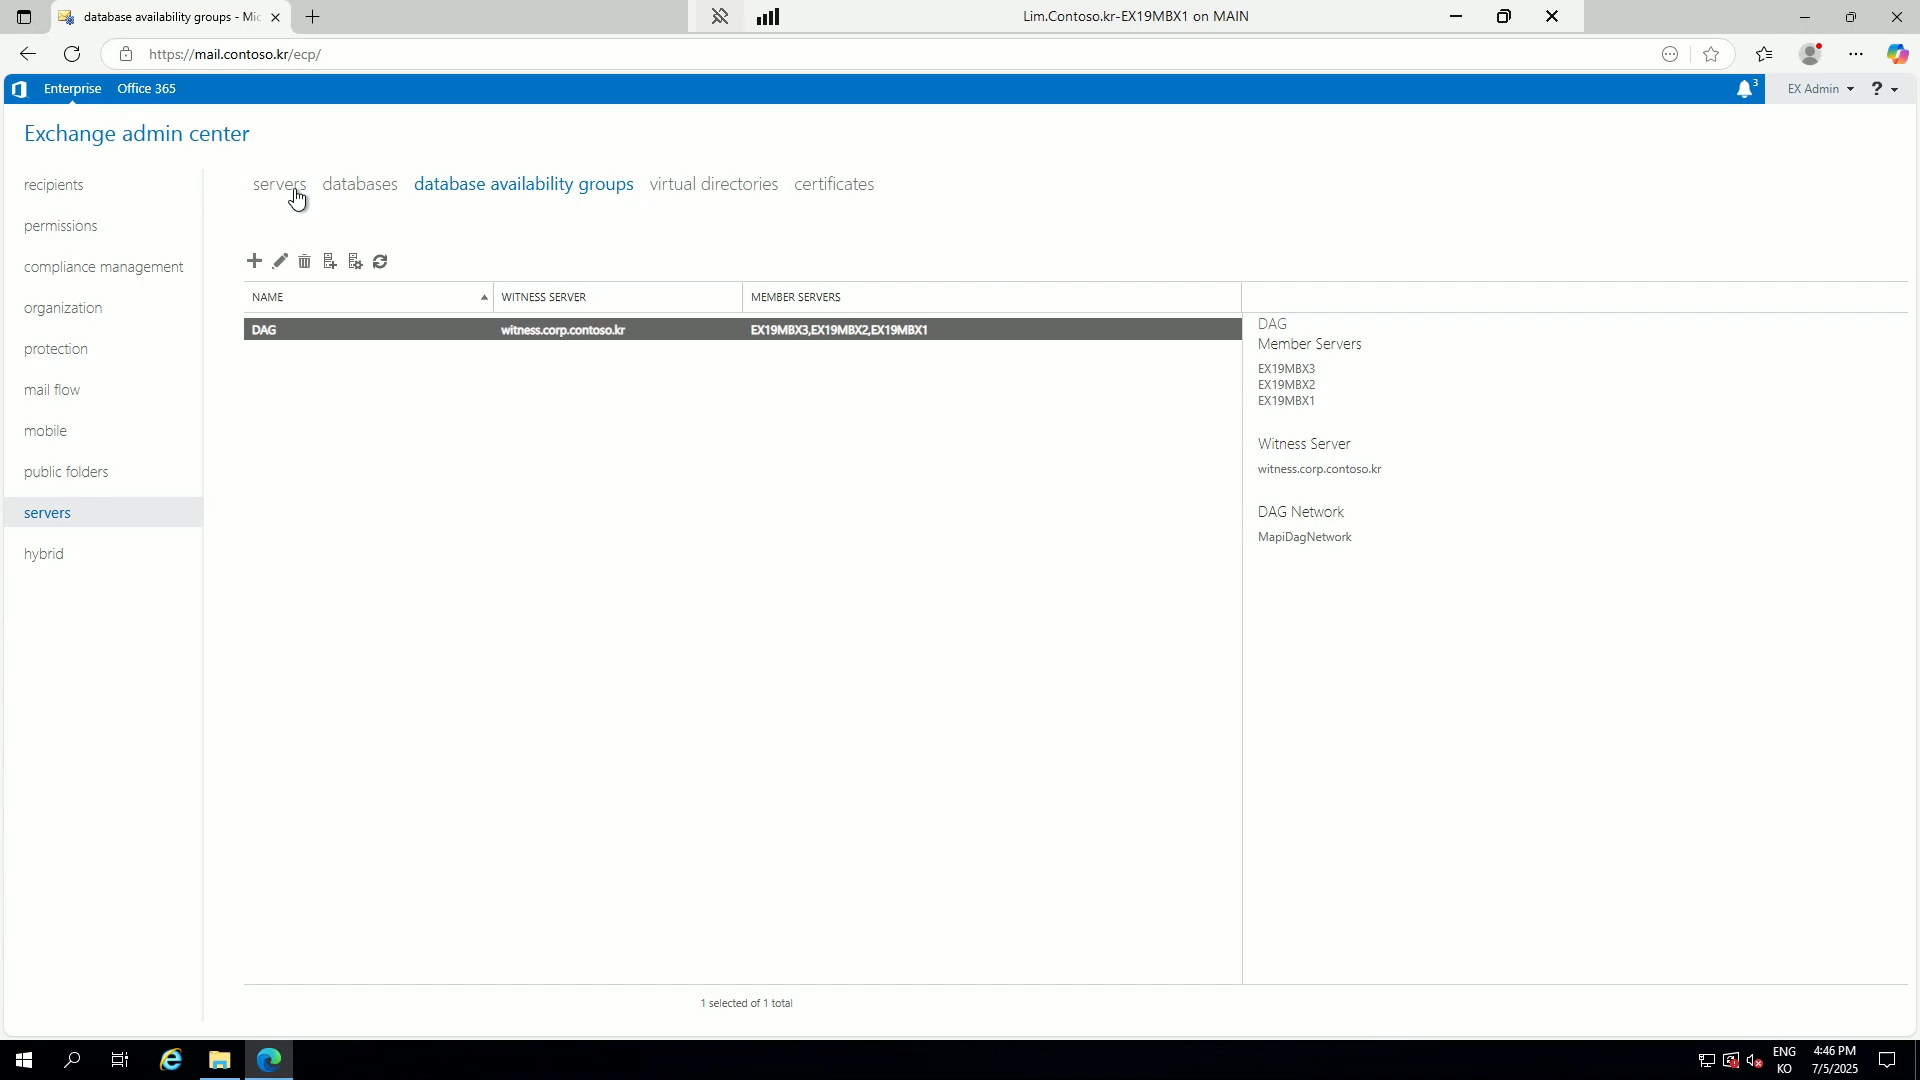 database availability groups - Mic
Lim.Contoso.kr-EX19MBX1 on MAIN
https://mail.contoso.kr/ecp/
Enterprise Office 365
3
EX Admin
?
Exchange admin center
recipients
permissions
compliance management
organization
protection
mail flow
mobile
public folders
servers
hybrid
servers databases database availability groups virtual directories certificates
NAME WITNESS SERVER MEMBER SERVERS
DAG witness.corp.contoso.kr EX19MBX3,EX19MBX2,EX19MBX1
DAG
Member Servers
EX19MBX3
EX19MBX2
EX19MBX1
Witness Server
witness.corp.contoso.kr
DAG Network
MapiDagNetwork
1 selected of 1 total
ENG
KO
4:46 PM
7/5/2025